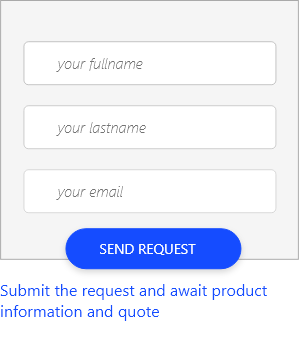 your fullname
your lastname
your email
SEND REQUEST
Submit the request and await product
information and quote